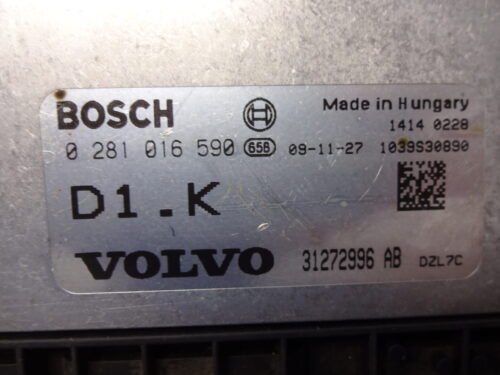 BOSCH Made in Hungary
1414 0228
0 281 016 590 658 09-11-27 1039S30890
D1.K
VOLVO 31272996 AB DZL7C